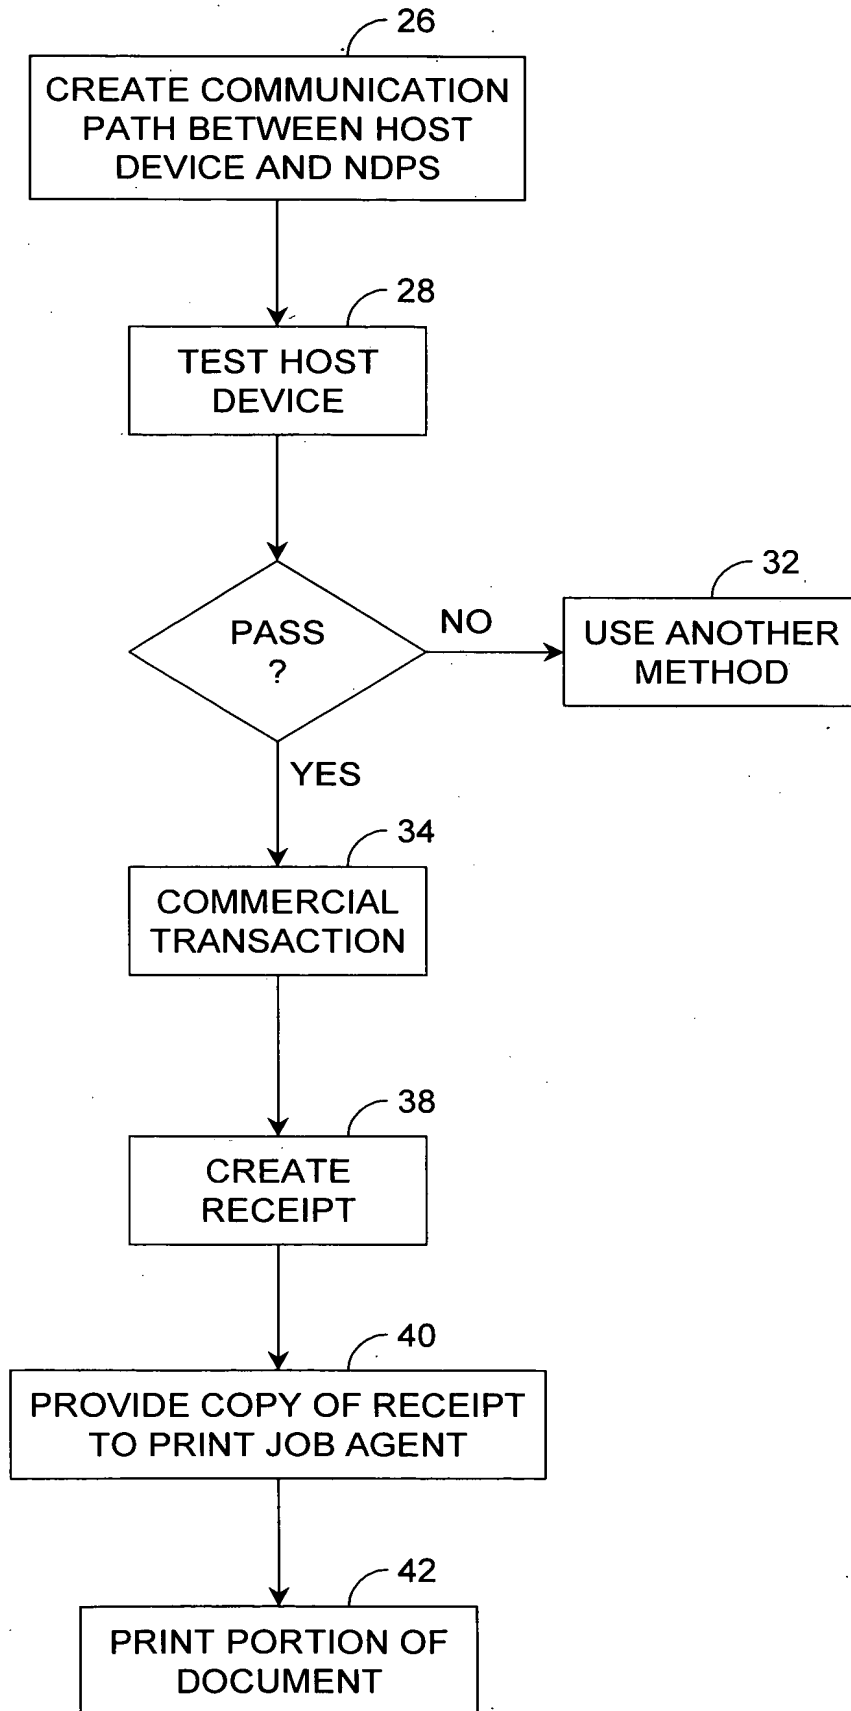 26
CREATE COMMUNICATION
PATH BETWEEN HOST
DEVICE AND NDPS
28
TEST HOST
DEVICE
PASS
?
NO
32
USE ANOTHER
METHOD
YES
34
COMMERCIAL
TRANSACTION
38
CREATE
RECEIPT
40
PROVIDE COPY OF RECEIPT
TO PRINT JOB AGENT
42
PRINT PORTION OF
DOCUMENT